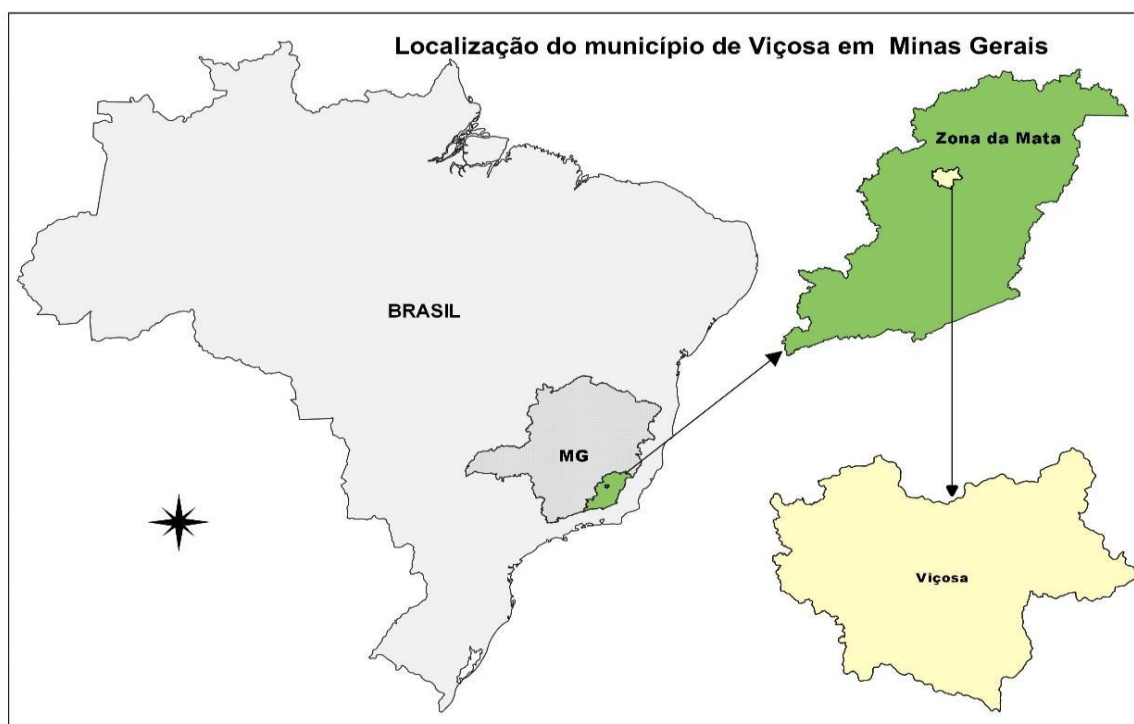 Localização do município de Viçosa em Minas Gerais
Zona da Mata
BRASIL
MG
Viçosa